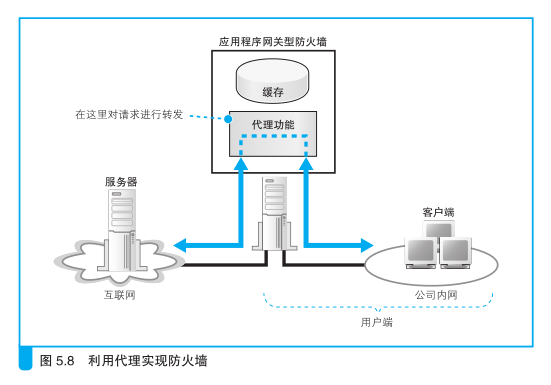 应用程序网关型防火墙
缓存
在这里对请求进行转发
代理功能
服务器
客户端
互联网
公司内网
用户端
图 5.8 利用代理实现防火墙